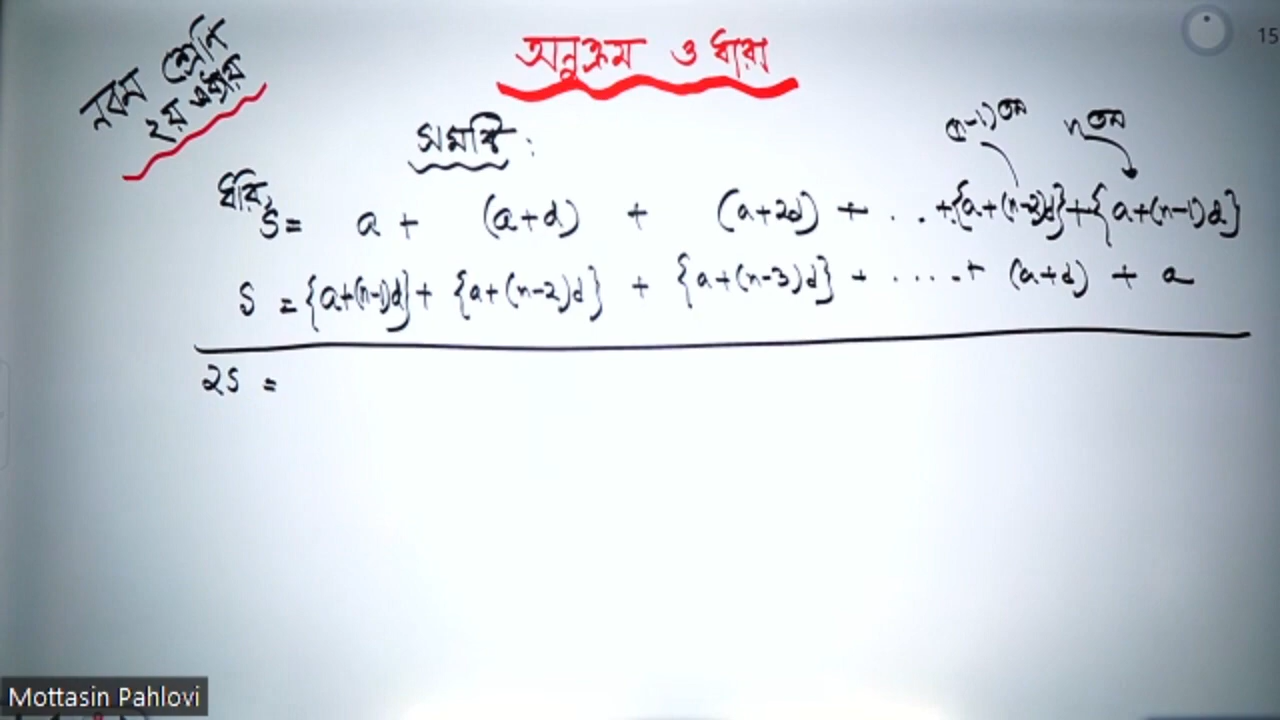 নবম শ্রেণি
২য় অধ্যায়
অনুক্রম ও ধারা
15
সমষ্টি :
(n-1)তম nতম
ধরি, S = a + (a+d) + (a+2d) + . . . + {a+(n-2)d} + {a+(n-1)d}
S = {a+(n-1)d} + {a+(n-2)d} + {a+(n-3)d} + . . . . + (a+d) + a
2S =
Mottasin Pahlovi